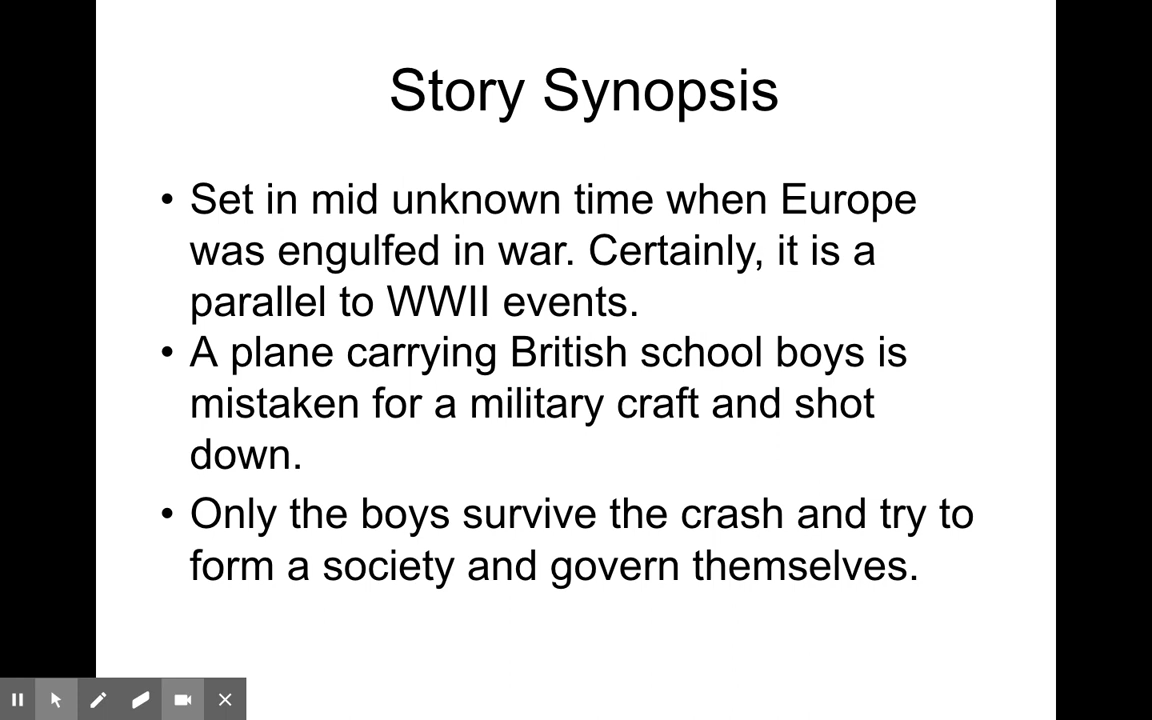 Story Synopsis
• Set in mid unknown time when Europe
was engulfed in war. Certainly, it is a
parallel to WWII events.
• A plane carrying British school boys is
mistaken for a military craft and shot
down.
• Only the boys survive the crash and try to
form a society and govern themselves.